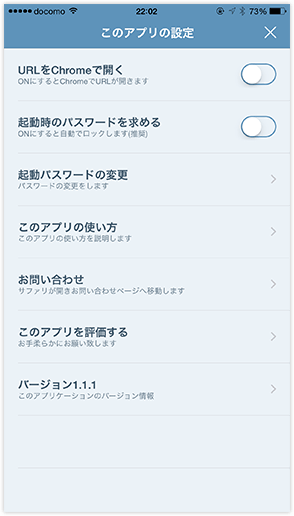 docomo 22:02 73%
このアプリの設定
URLをChromeで開く
ONにするとChromeでURLが開きます
起動時のパスワードを求める
ONにすると自動でロックします(推奨)
起動パスワードの変更
パスワードの変更をします
このアプリの使い方
このアプリの使い方を説明します
お問い合わせ
サファリが開きお問い合わせページへ移動します
このアプリを評価する
お手柔らかにお願い致します
バージョン1.1.1
このアプリケーションのバージョン情報